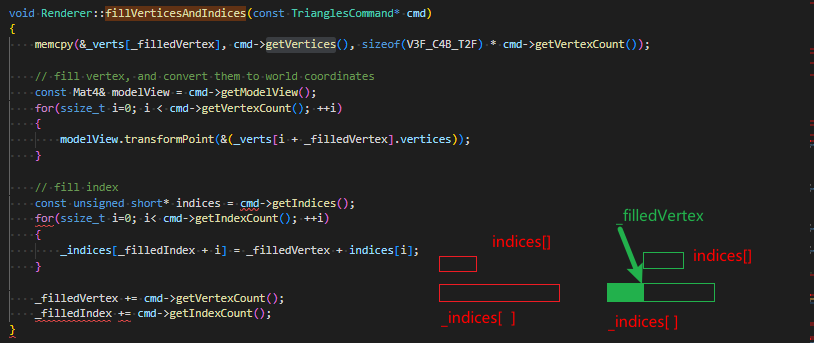 void Renderer::fillVerticesAndIndices(const TrianglesCommand* cmd)
{
memcpy(&_verts[_filledVertex], cmd->getVertices(), sizeof(V3F_C4B_T2F) * cmd->getVertexCount());
// fill vertex, and convert them to world coordinates
const Mat4& modelView = cmd->getModelView();
for(ssize_t i=0; i < cmd->getVertexCount(); ++i)
{
modelView.transformPoint(&(_verts[i + _filledVertex].vertices));
}
// fill index
const unsigned short* indices = cmd->getIndices();
for(ssize_t i=0; i< cmd->getIndexCount(); ++i)
{
_indices[_filledIndex + i] = _filledVertex + indices[i];
}
_filledVertex += cmd->getVertexCount();
_filledIndex += cmd->getIndexCount();
}
indices[]
_indices[ ]
_filledVertex
indices[]
_indices[ ]